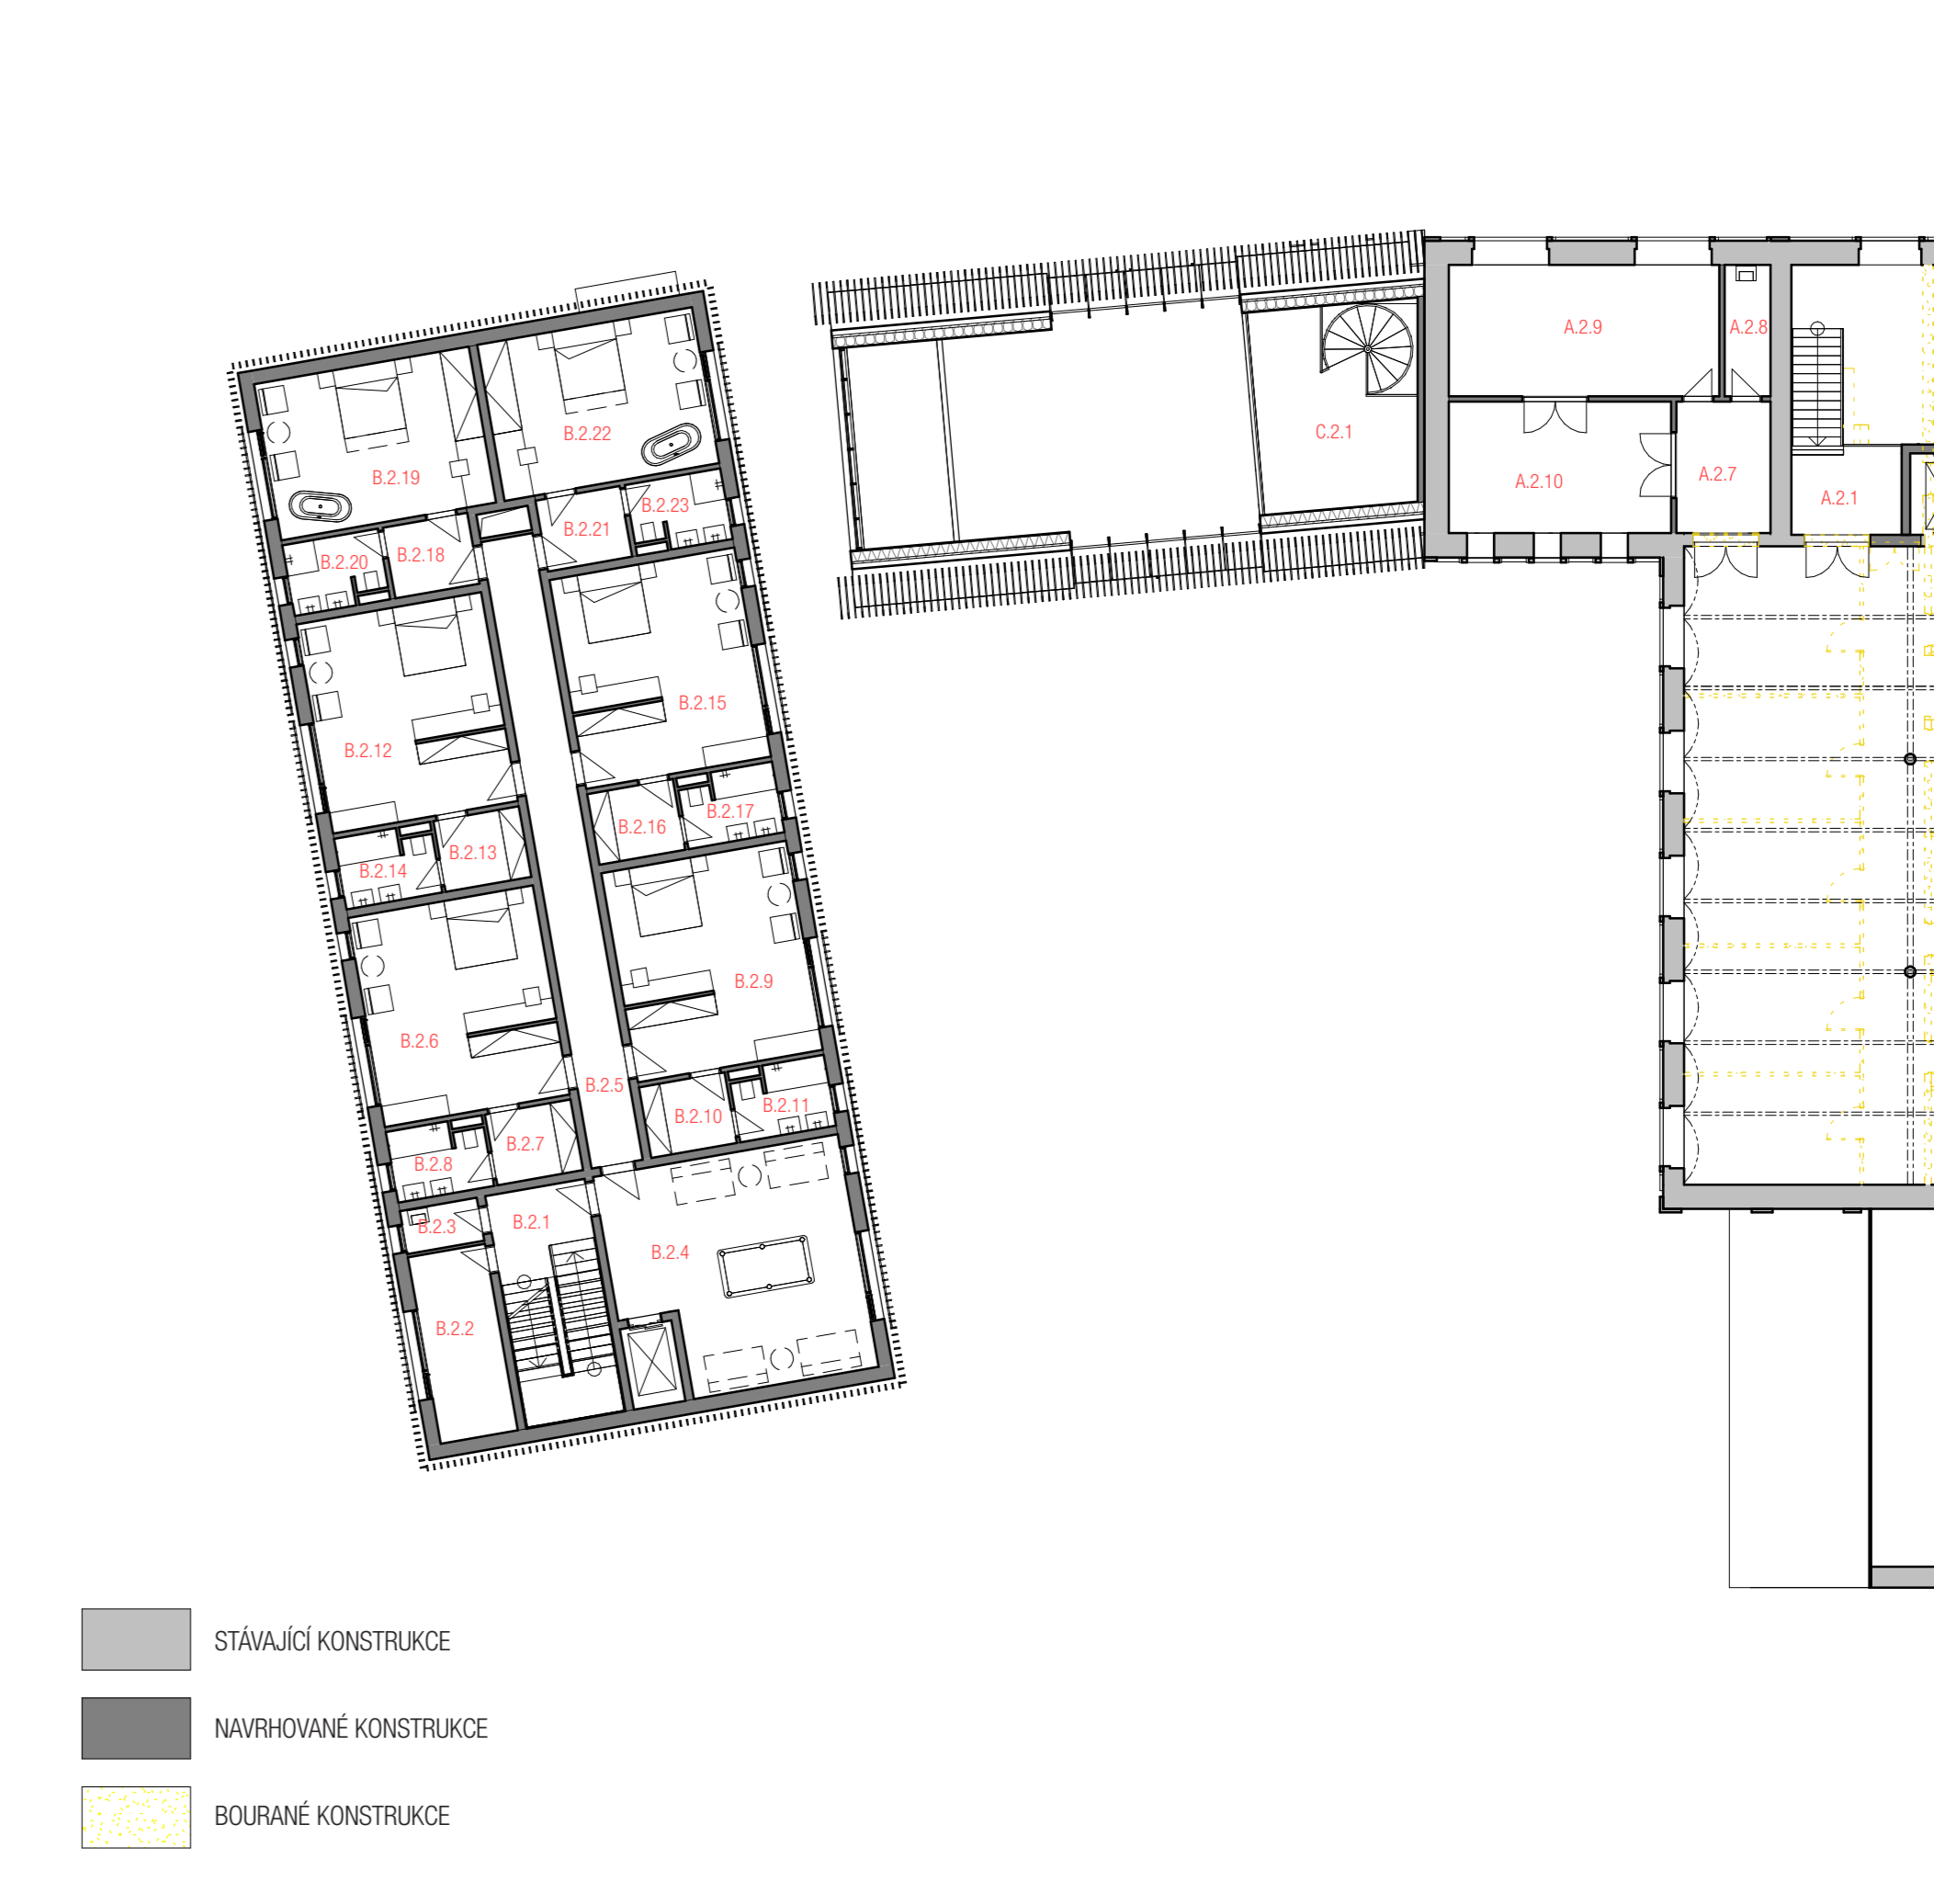 A.2.9
A.2.8
B.2.22
C.2.1
B.2.19
A.2.10
A.2.7
A.2.1
B.2.23
B.2.21
B.2.18
B.2.20
B.2.15
B.2.12
B.2.17
B.2.16
B.2.13
B.2.14
B.2.9
B.2.6
B.2.5
B.2.11
B.2.10
B.2.7
B.2.8
B.2.1
B.2.3
B.2.4
B.2.2
STÁVAJÍCÍ KONSTRUKCE
NAVRHOVANÉ KONSTRUKCE
BOURANÉ KONSTRUKCE